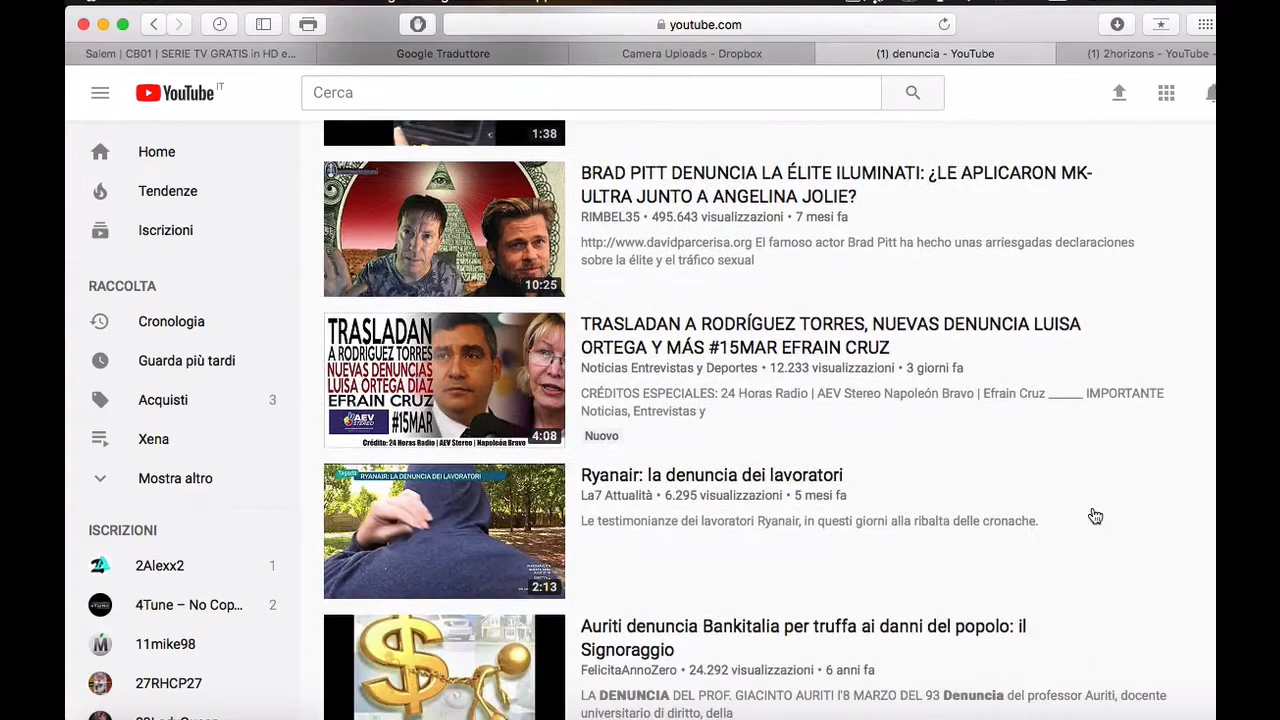 youtube.com
Salem | CB01 | SERIE TV GRATIS in HD e...
Google Traduttore
Camera Uploads - Dropbox
(1) denuncia - YouTube
(1) 2horizons - YouTube -
YouTube IT
Cerca
Home
Tendenze
Iscrizioni
RACCOLTA
Cronologia
Guarda più tardi
Acquisti 3
Xena
Mostra altro
ISCRIZIONI
2Alexx2 1
4Tune – No Cop... 2
11mike98
27RHCP27
1:38
10:25
BRAD PITT DENUNCIA LA ÉLITE ILUMINATI: ¿LE APLICARON MK-
ULTRA JUNTO A ANGELINA JOLIE?
RIMBEL35 • 495.643 visualizzazioni • 7 mesi fa
http://www.davidparcerisa.org El famoso actor Brad Pitt ha hecho unas arriesgadas declaraciones
sobre la élite y el tráfico sexual
TRASLADAN
A RODRIGUEZ TORRES
NUEVAS DENUNCIAS
LUISA ORTEGA DIAZ
EFRAIN CRUZ
AEV
STEREO
#15MAR
Crédito: 24 Horas Radio | AEV Stereo | Napoleón Bravo
4:08
TRASLADAN A RODRÍGUEZ TORRES, NUEVAS DENUNCIA LUISA
ORTEGA Y MÁS #15MAR EFRAIN CRUZ
Noticias Entrevistas y Deportes • 12.233 visualizzazioni • 3 giorni fa
CRÉDITOS ESPECIALES: 24 Horas Radio | AEV Stereo Napoleón Bravo | Efrain Cruz ______ IMPORTANTE
Noticias, Entrevistas y
Nuovo
RYANAIR: LA DENUNCIA DEI LAVORATORI
2:13
Ryanair: la denuncia dei lavoratori
La7 Attualità • 6.295 visualizzazioni • 5 mesi fa
Le testimonianze dei lavoratori Ryanair, in questi giorni alla ribalta delle cronache.
Auriti denuncia Bankitalia per truffa ai danni del popolo: il
Signoraggio
FelicitaAnnoZero • 24.292 visualizzazioni • 6 anni fa
LA DENUNCIA DEL PROF. GIACINTO AURITI l'8 MARZO DEL 93 Denuncia del professor Auriti, docente
universitario di diritto, della